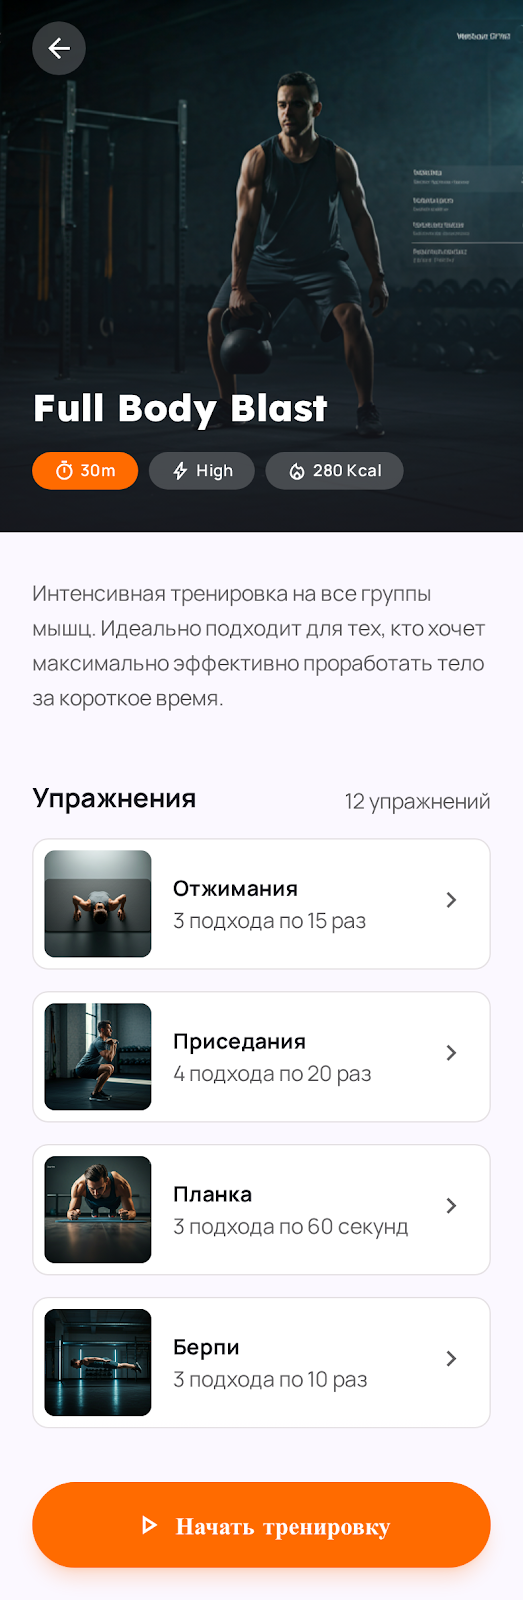 Full Body Blast
30m
High
280 Kcal
Интенсивная тренировка на все группы
мышц. Идеально подходит для тех, кто хочет
максимально эффективно проработать тело
за короткое время.
Упражнения
12 упражнений
Отжимания
3 подхода по 15 раз
Приседания
4 подхода по 20 раз
Планка
3 подхода по 60 секунд
Берпи
3 подхода по 10 раз
Начать тренировку